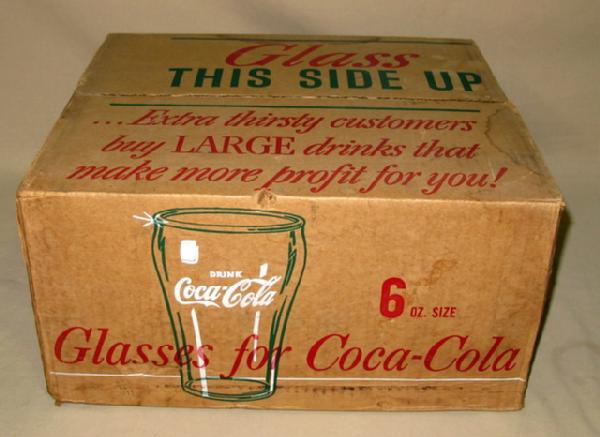 Glass
THIS SIDE UP
...Extra thirsty customers
buy LARGE drinks that
make more profit for you!
DRINK
Coca-Cola
6 OZ. SIZE
Glasses for Coca-Cola